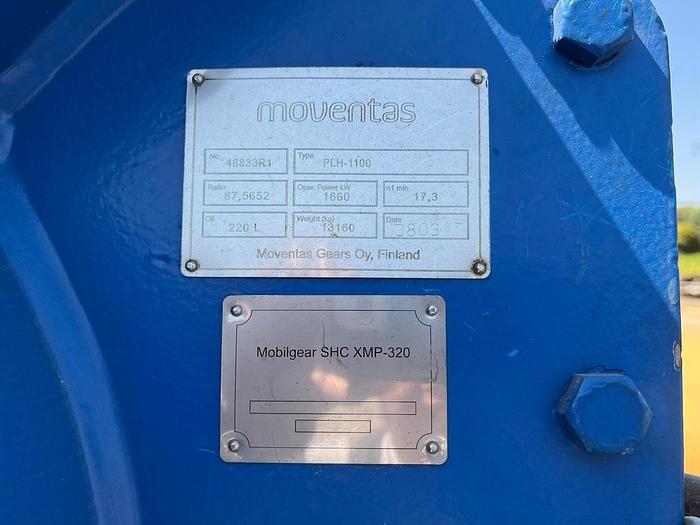 moventas
No. 48833R1 Type PLH-1100
Ratio 87,5652 Oper. Power kW 1660 n1 min 17,3
Oil 220 L Weight (kg) 13160 Date
Moventas Gears Oy, Finland
Mobilgear SHC XMP-320